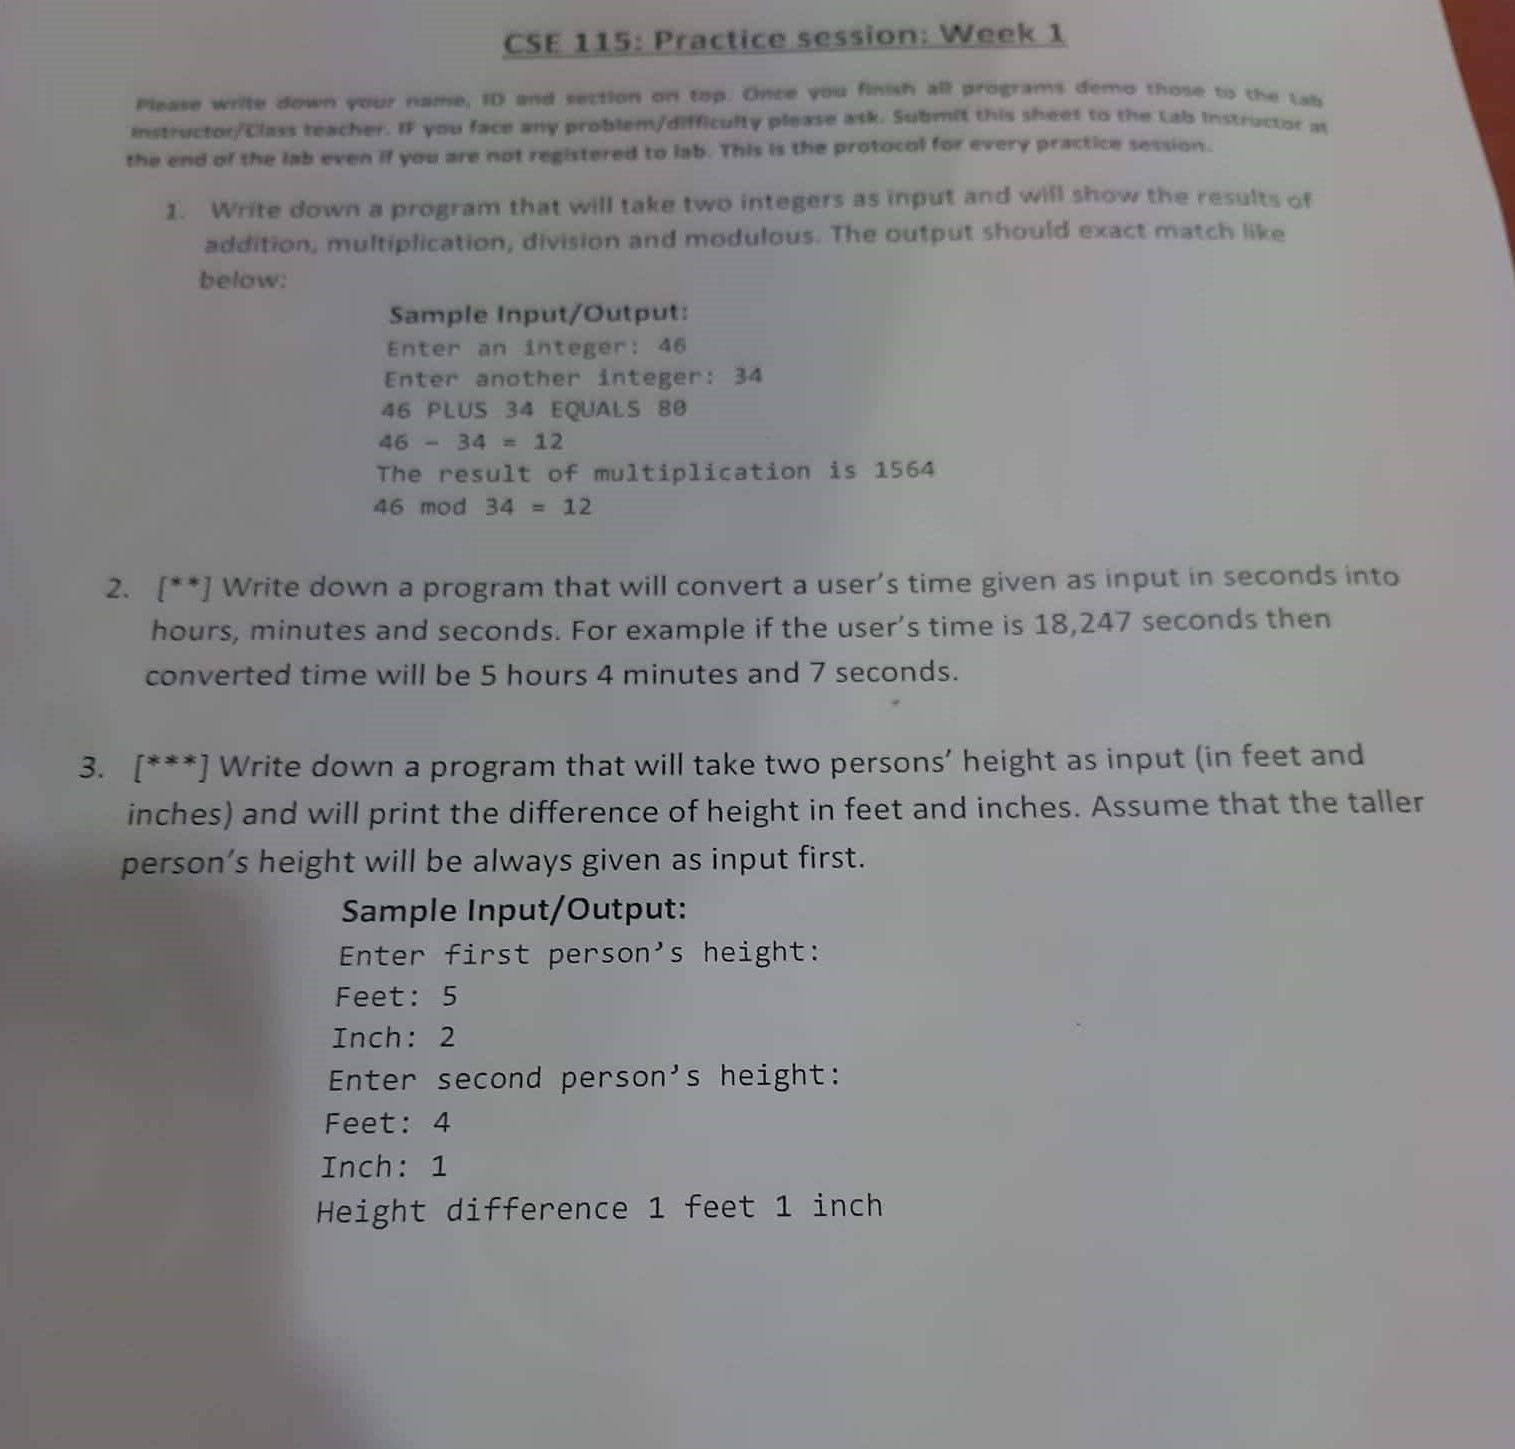 CSE 115: Practice session: Week 1
Please write down your name, ID and section on top. Once you finish all programs demo those to the Lab
Instructor/Class teacher. IF you face any problem/difficulty please ask. Submit this sheet to the Lab Instructor at
the end of the lab even if you are not registered to lab. This is the protocol for every practice session.
1. Write down a program that will take two integers as input and will show the results of
addition, multiplication, division and modulous. The output should exact match like
below:
Sample Input/Output:
Enter an integer: 46
Enter another integer: 34
46 PLUS 34 EQUALS 80
46 - 34 = 12
The result of multiplication is 1564
46 mod 34 = 12
2. [**] Write down a program that will convert a user's time given as input in seconds into
hours, minutes and seconds. For example if the user's time is 18,247 seconds then
converted time will be 5 hours 4 minutes and 7 seconds.
3. [***] Write down a program that will take two persons' height as input (in feet and
inches) and will print the difference of height in feet and inches. Assume that the taller
person's height will be always given as input first.
Sample Input/Output:
Enter first person's height:
Feet: 5
Inch: 2
Enter second person's height:
Feet: 4
Inch: 1
Height difference 1 feet 1 inch